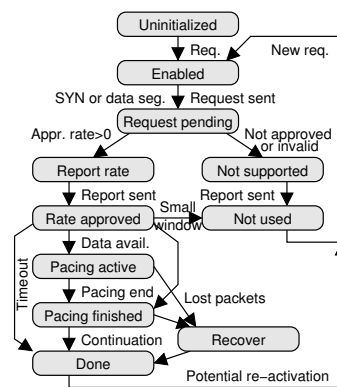 Uninitialized
Req.
New req.
Enabled
SYN or data seg.
Request sent
Request pending
Appr. rate>0
Not approved
or invalid
Report rate
Not supported
Report sent
Small
window
Report sent
Rate approved
Not used
Data avail.
Timeout
Pacing active
Pacing end
Lost packets
Pacing finished
Continuation
Recover
Done
Potential re-activation